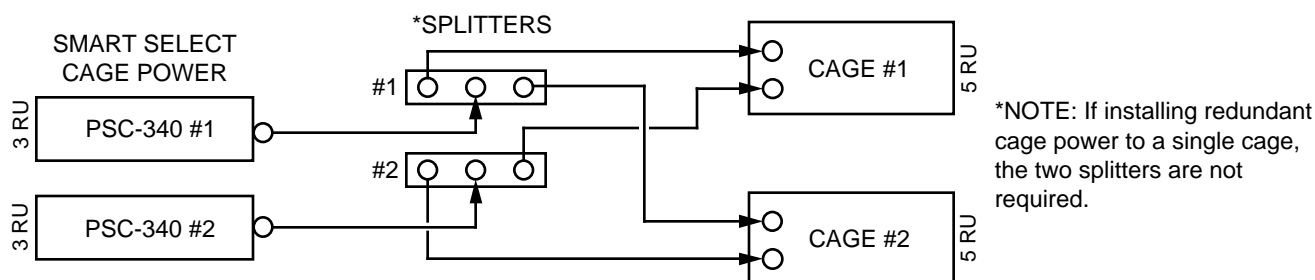 *SPLITTERS
SMART SELECT
CAGE POWER
3 RU
PSC-340 #1
#1
CAGE #1
5 RU
*NOTE: If installing redundant
cage power to a single cage,
the two splitters are not
required.
#2
3 RU
PSC-340 #2
CAGE #2
5 RU